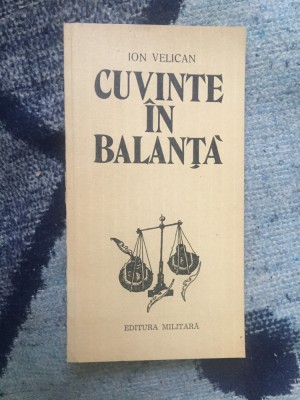 ION VELICAN
CUVINTE
ÎN
BALANȚĂ
EDITURA MILITARĂ